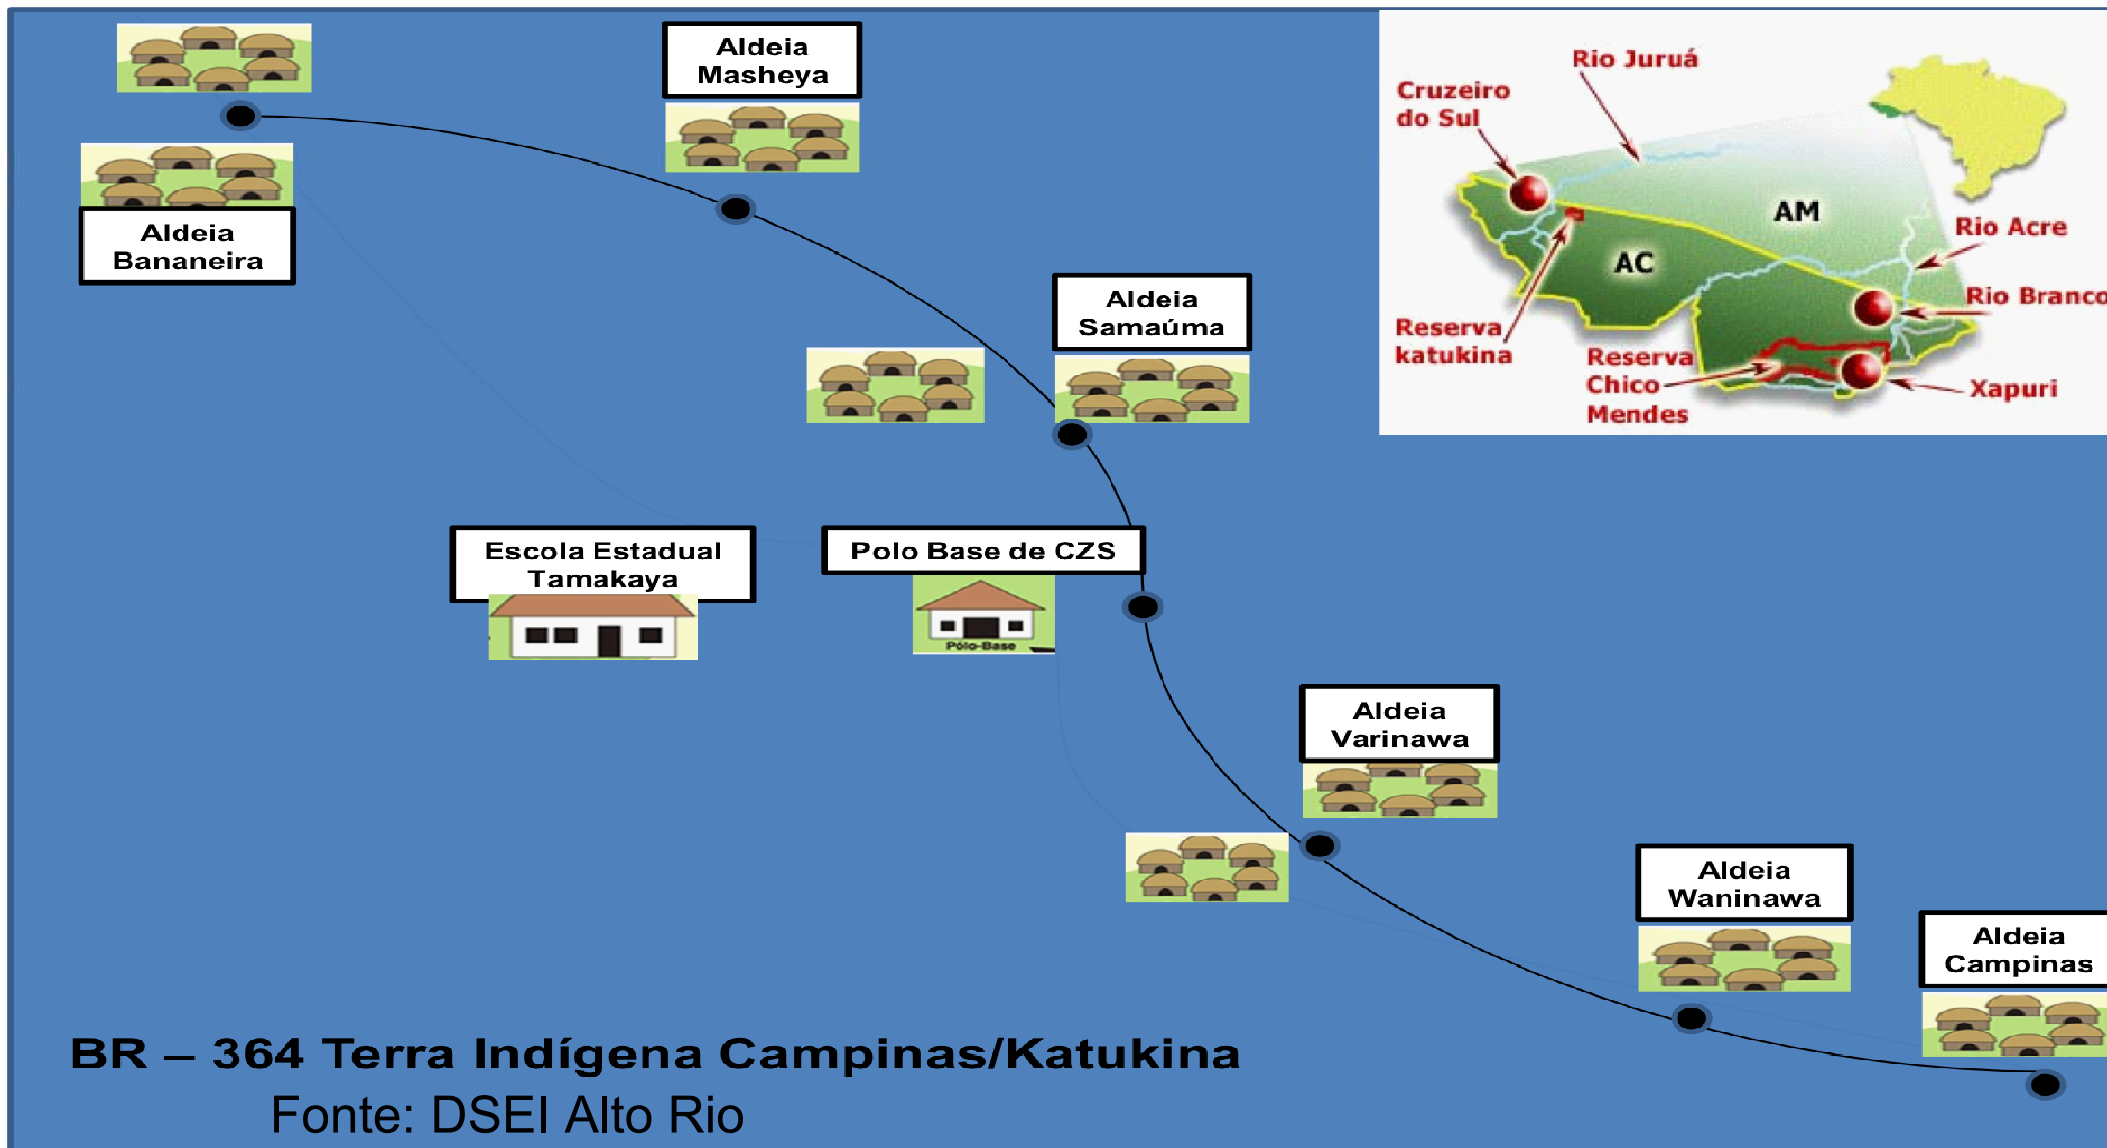 Aldeia
Masheya
Aldeia
Bananeira
Aldeia
Samaúma
Escola Estadual
Tamakaya
Polo Base de CZS
Pólo-Base
Aldeia
Varinawa
Aldeia
Waninawa
Aldeia
Campinas
BR – 364 Terra Indígena Campinas/Katukina
Fonte: DSEI Alto Rio
Rio Juruá
Cruzeiro
do Sul
AM
Rio Acre
AC
Rio Branco
Reserva
katukina
Reserva
Chico
Mendes
Xapuri